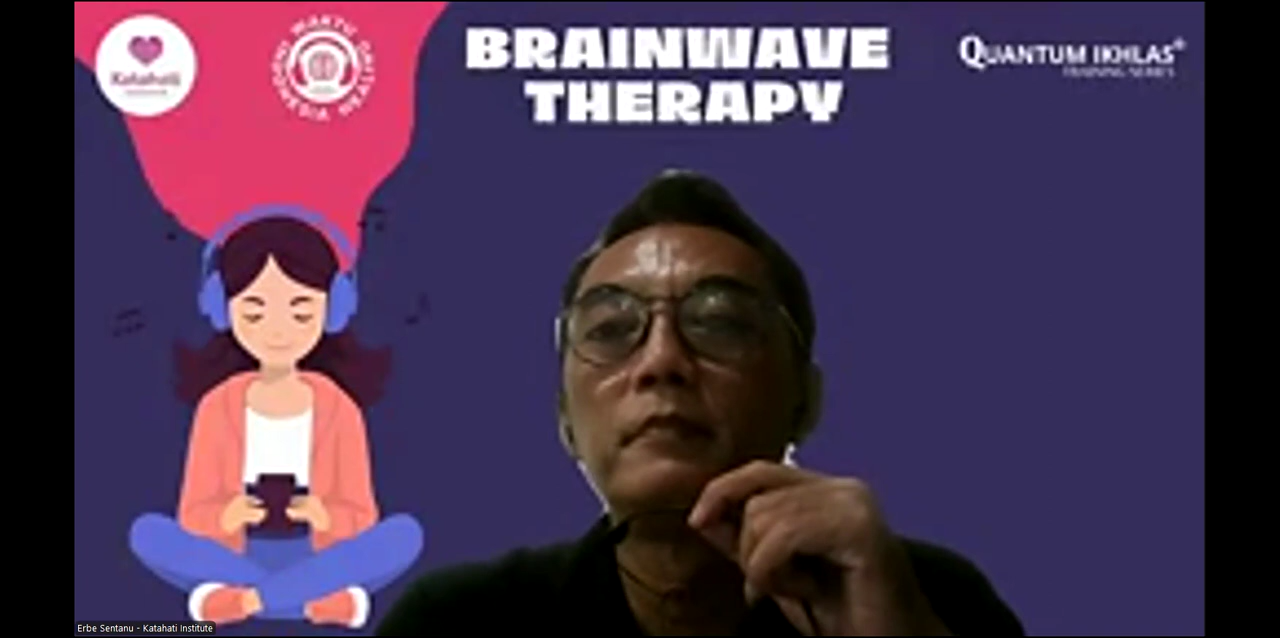 BRAINWAVE
THERAPY
Katahati
QUANTUM IKHLAS®
TRAINING SERIES
Erbe Sentanu - Katahati Institute